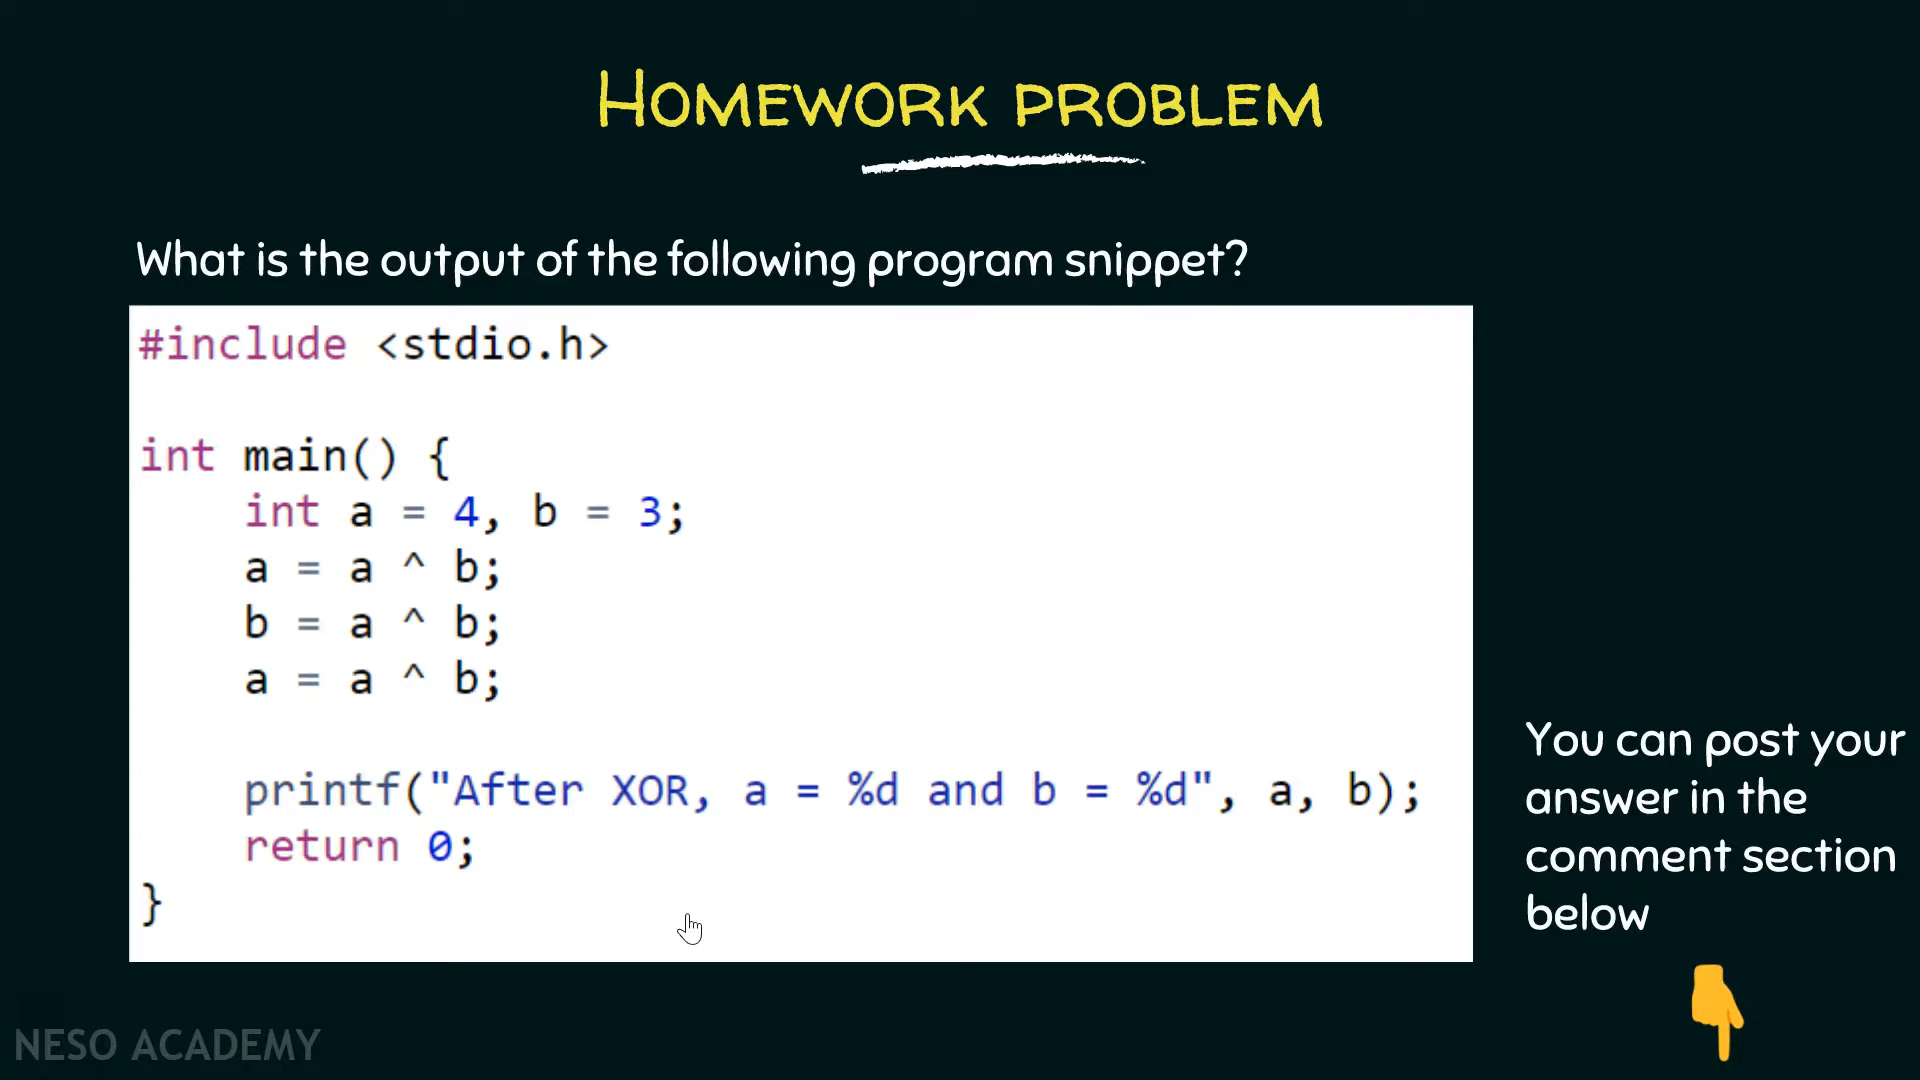 HOMEWORK PROBLEM
What is the output of the following program snippet?
#include <stdio.h>
int main() {
    int a = 4, b = 3;
    a = a ^ b;
    b = a ^ b;
    a = a ^ b;
    printf("After XOR, a = %d and b = %d", a, b);
    return 0;
}
You can post your
answer in the
comment section
below
NESO ACADEMY